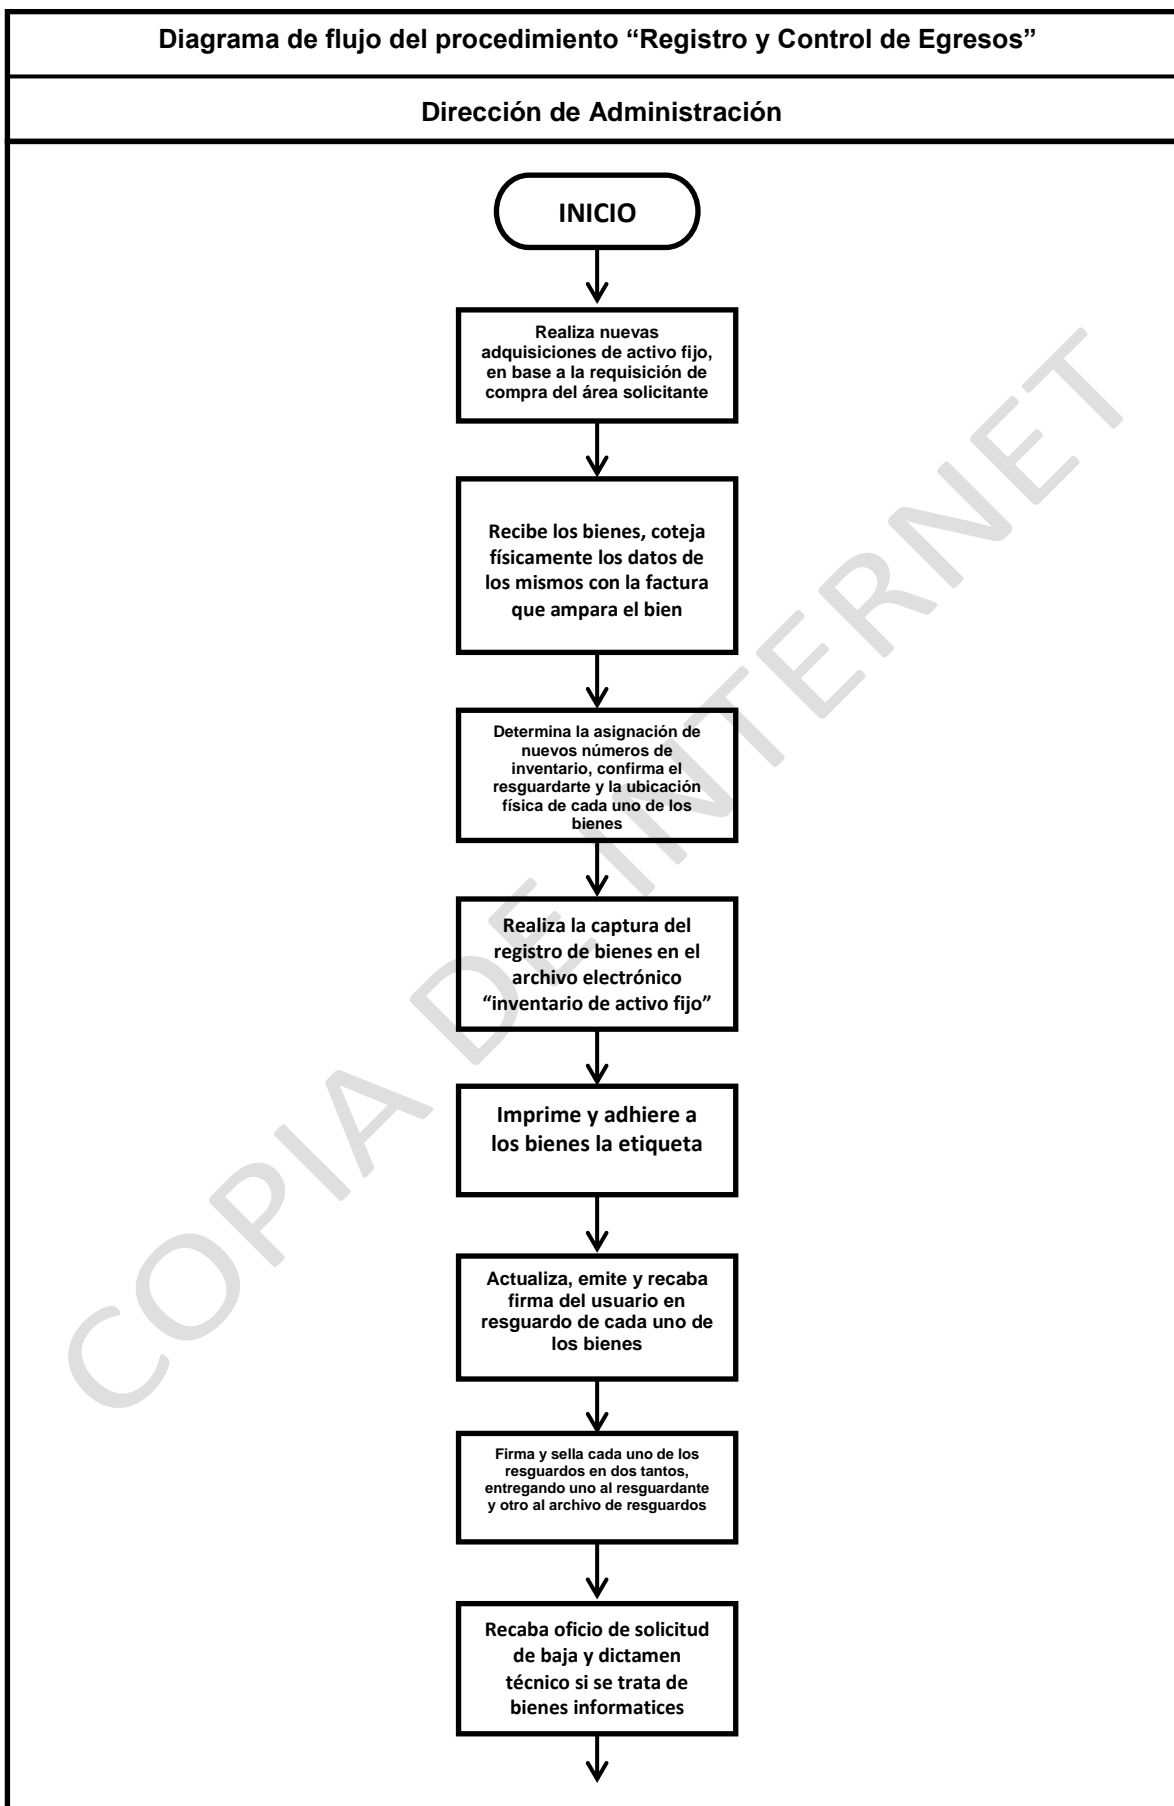 Diagrama de flujo del procedimiento “Registro y Control de Egresos”
Dirección de Administración
INICIO
Realiza nuevas
adquisiciones de activo fijo,
en base a la requisición de
compra del área solicitante
Recibe los bienes, coteja
físicamente los datos de
los mismos con la factura
que ampara el bien
Determina la asignación de
nuevos números de
inventario, confirma el
resguardarte y la ubicación
física de cada uno de los
bienes
Realiza la captura del
registro de bienes en el
archivo electrónico
“inventario de activo fijo”
Imprime y adhiere a
los bienes la etiqueta
Actualiza, emite y recaba
firma del usuario en
resguardo de cada uno de
los bienes
Firma y sella cada uno de los
resguardos en dos tantos,
entregando uno al resguardante
y otro al archivo de resguardos
Recaba oficio de solicitud
de baja y dictamen
técnico si se trata de
bienes informatices
COPIA DE INTERNET